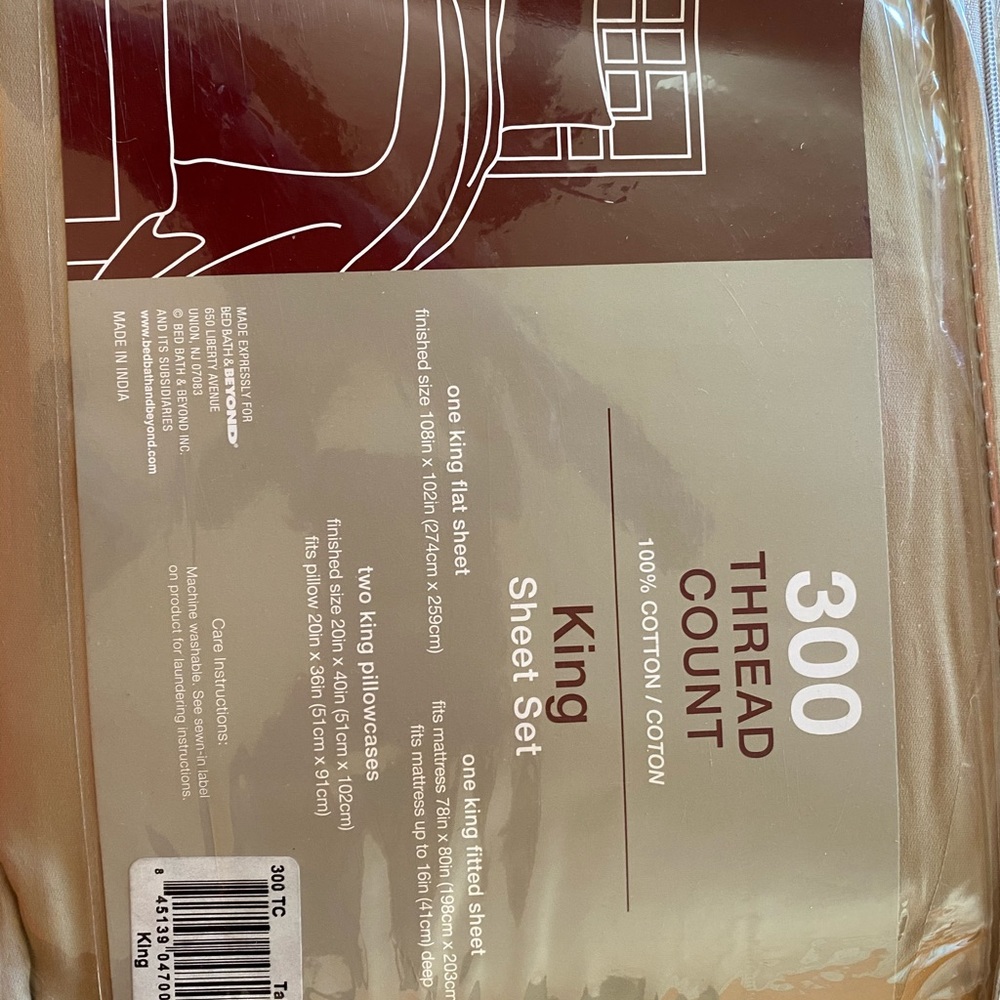 300
THREAD
COUNT
100% COTTON / COTON
King
Sheet Set
one king flat sheet
finished size 108in x 102in (274cm x 259cm)
one king fitted sheet
fits mattress 78in x 80in (198cm x 203cm
fits mattress up to 16in (41cm) deep
two king pillowcases
finished size 20in x 40in (51cm x 102cm)
fits pillow 20in x 36in (51cm x 91cm)
MADE EXPRESSLY FOR
BED BATH & BEYOND®
650 LIBERTY AVENUE
UNION, NJ 07083
© BED BATH & BEYOND INC.
AND ITS SUBSIDIARIES
www.bedbathandbeyond.com
MADE IN INDIA
Care Instructions:
Machine washable. See sewn-in label
on product for laundering instructions.
300 TC Ta
8 45139 04700
King